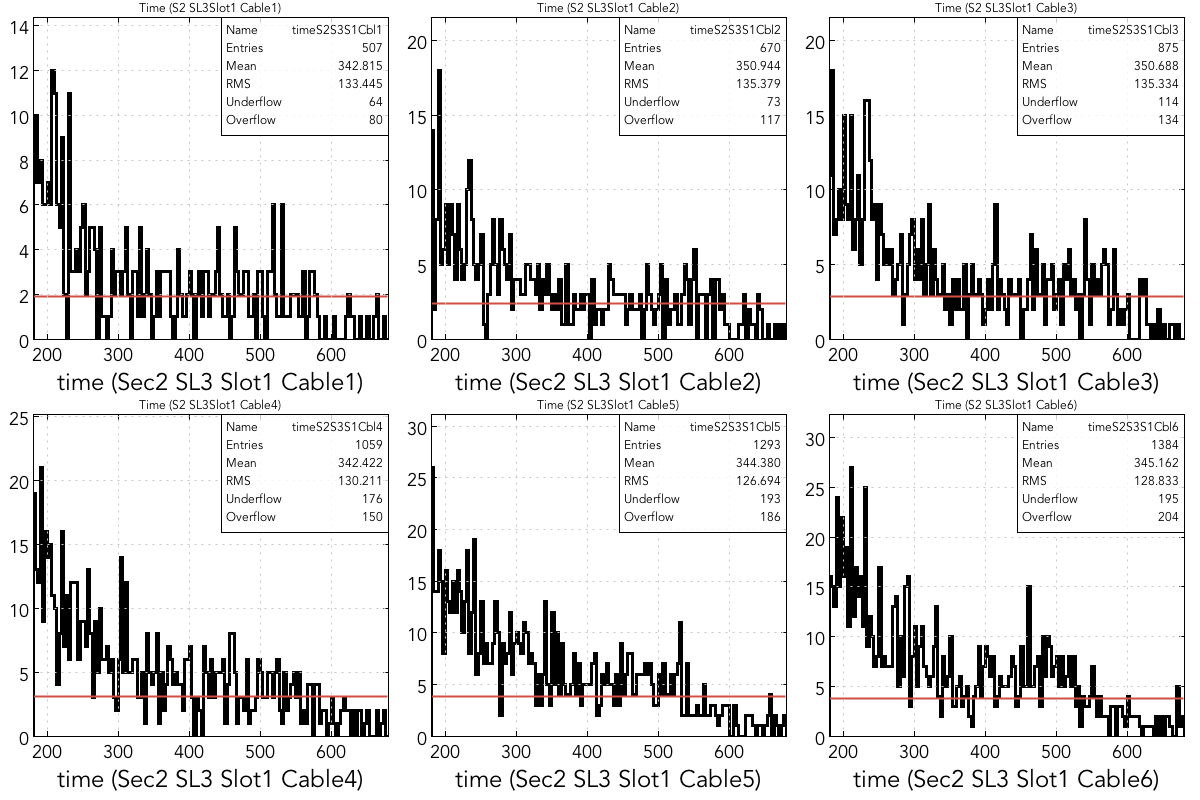 Time (S2 SL3Slot1 Cable1)
14
12
10
8
6
4
2
0
Name timeS2S3S1Cbl1
Entries 507
Mean 342.815
RMS 133.445
Underflow 64
Overflow 80
200 300 400 500 600
time (Sec2 SL3 Slot1 Cable1)
Time (S2 SL3Slot1 Cable2)
20
15
10
5
0
Name timeS2S3S1Cbl2
Entries 670
Mean 350.944
RMS 135.379
Underflow 73
Overflow 117
200 300 400 500 600
time (Sec2 SL3 Slot1 Cable2)
Time (S2 SL3Slot1 Cable3)
20
15
10
5
0
Name timeS2S3S1Cbl3
Entries 875
Mean 350.688
RMS 135.334
Underflow 114
Overflow 134
200 300 400 500 600
time (Sec2 SL3 Slot1 Cable3)
Time (S2 SL3Slot1 Cable4)
25
20
15
10
5
0
Name timeS2S3S1Cbl4
Entries 1059
Mean 342.422
RMS 130.211
Underflow 176
Overflow 150
200 300 400 500 600
time (Sec2 SL3 Slot1 Cable4)
Time (S2 SL3Slot1 Cable5)
30
25
20
15
10
5
0
Name timeS2S3S1Cbl5
Entries 1293
Mean 344.380
RMS 126.694
Underflow 193
Overflow 186
200 300 400 500 600
time (Sec2 SL3 Slot1 Cable5)
Time (S2 SL3Slot1 Cable6)
30
25
20
15
10
5
0
Name timeS2S3S1Cbl6
Entries 1384
Mean 345.162
RMS 128.833
Underflow 195
Overflow 204
200 300 400 500 600
time (Sec2 SL3 Slot1 Cable6)